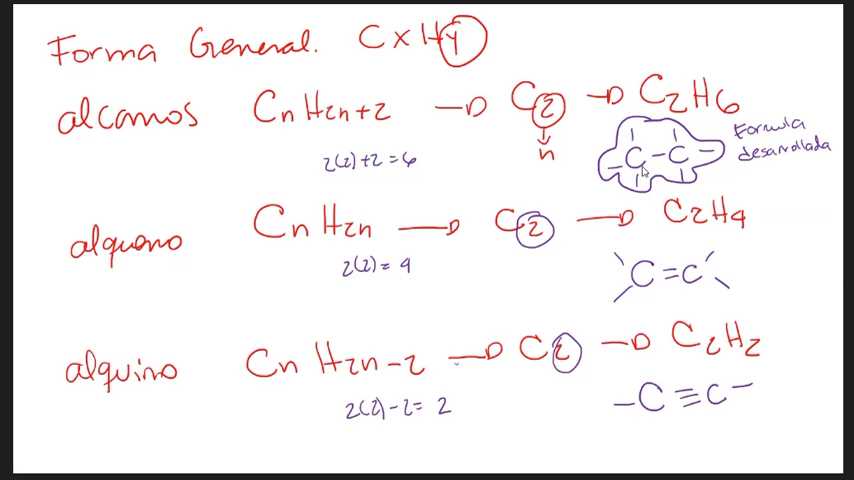 Forma General. CxHy
alcanos CnH2n+2 → C2 → C2H6
2(2)+2=6
n
Formula
desarrollada
–C–C–
alqueno CnH2n → C2 → C2H4
2(2)=4
C=C
alquino CnH2n-2 → C2 → C2H2
2(2)-2=2
–C≡C–